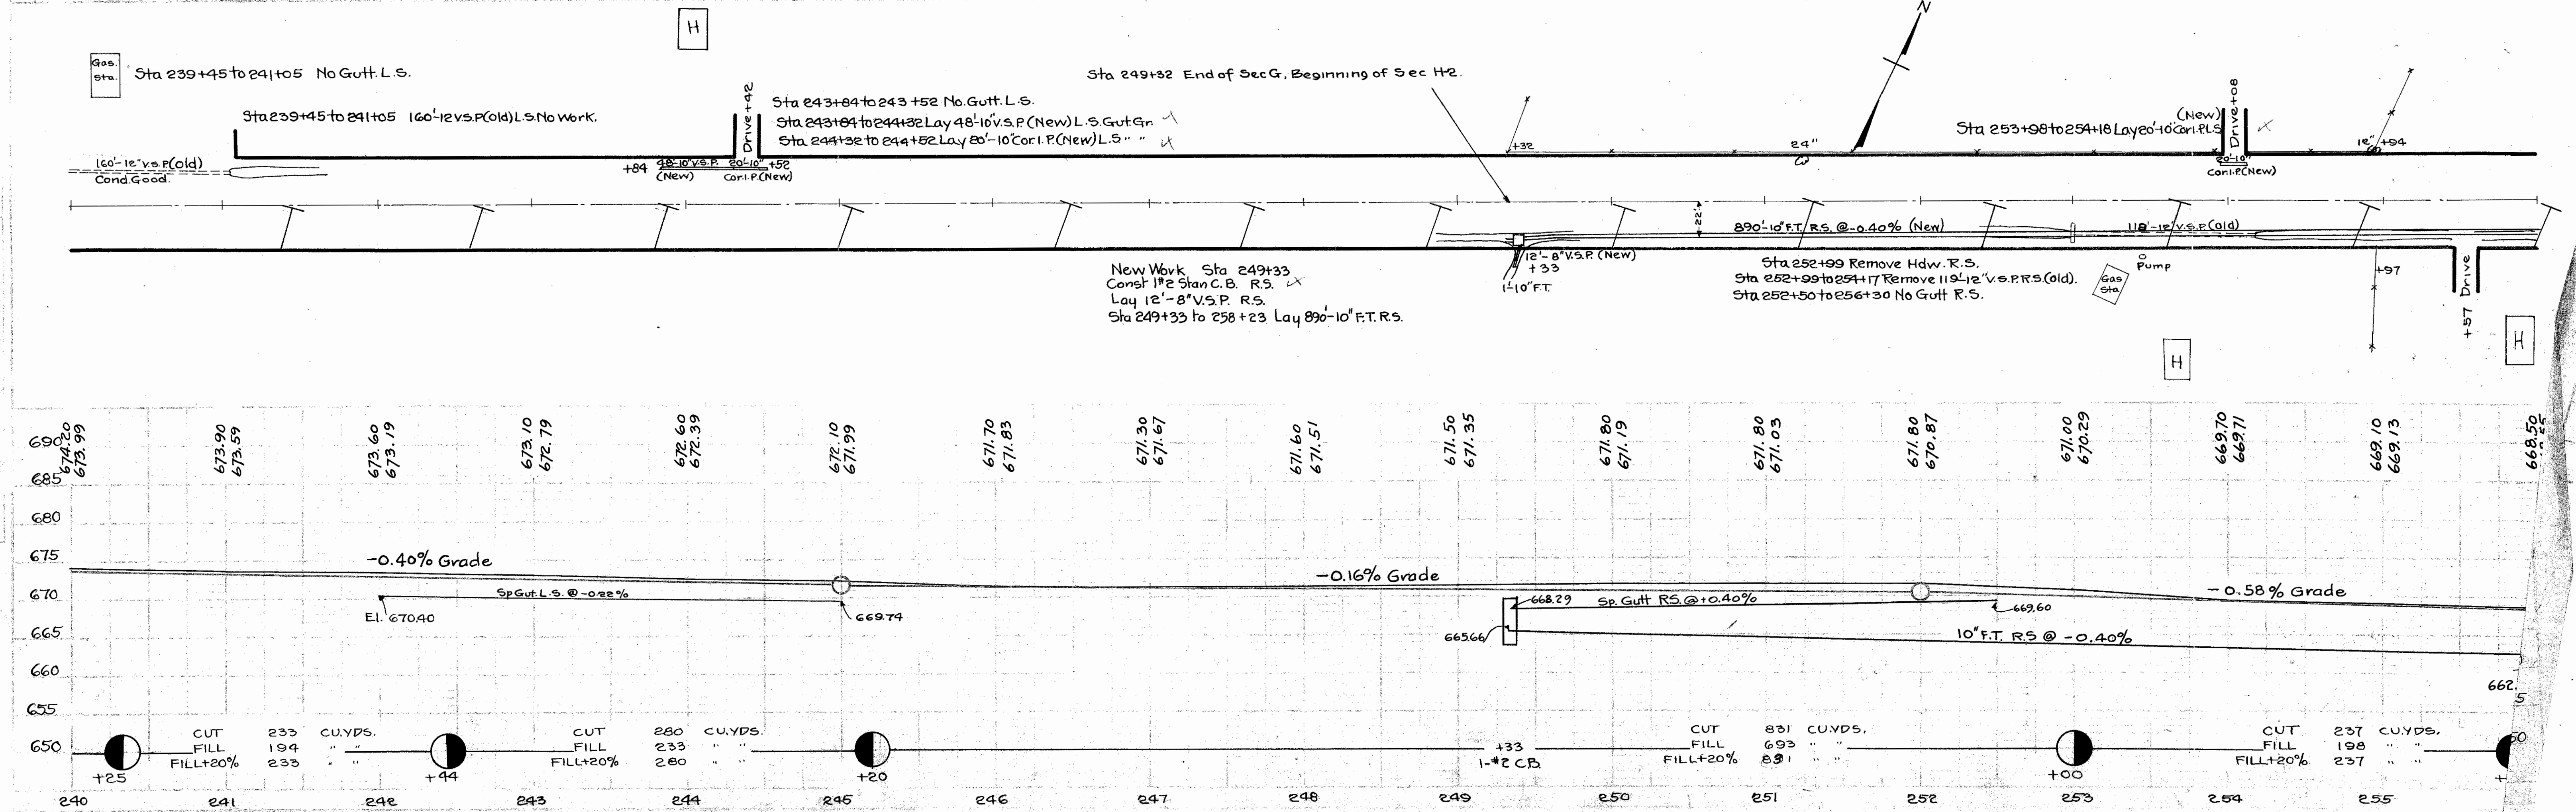 H
N
Gas.
Sta.
Sta 239+45 to 241+05 No Gutt. L.S.
Sta 249+32 End of Sec G, Beginning of Sec H-2.
Sta 239+45 to 241+05 160'-12 V.S.P.(old) L.S. No Work.
Drive +42
Sta 243+84 to 243+52 No. Gutt. L.S.
Sta 243+84 to 244+32 Lay 48'-10" V.S.P (New) L.S. Gut Gr
Sta 244+32 to 244+52 Lay 20'-10" Cor. I.P. (New) L.S " "
(New)
Sta 253+98 to 254+18 Lay 20'-10" Cor. I.P. L.S
Drive +08
160'-12" V.S.P.(old)
Cond. Good.
+84
48'-10" V.S.P. 20'-10" +52
(New) Cor. I.P. (New)
+32
24"
12" +94
20'-10"
Cor. I.P. (New)
22'
890'-10" F.T. R.S. @ -0.40% (New)
118'-12" V.S.P. (old)
12'-8" V.S.P. (New)
+33
1'-10" F.T.
New Work Sta 249+33
Const 1 #2 Stan C.B. R.S.
Lay 12'-8" V.S.P. R.S.
Sta 249+33 to 258+23 Lay 890'-10" F.T. R.S.
Sta 252+99 Remove Hdw. R.S.
Sta 252+99 to 254+17 Remove 119'-12" V.S.P. R.S. (old).
Sta 252+50 to 256+30 No Gutt R.S.
Gas
Sta
Pump
+97
+57 Drive
H
H
690
674.20
673.99
673.90
673.59
673.60
673.19
673.10
672.79
672.60
672.39
672.10
671.99
671.70
671.83
671.30
671.67
671.60
671.51
671.50
671.35
671.80
671.19
671.80
671.03
671.80
670.87
671.00
670.29
669.70
669.71
669.10
669.13
668.50
685
680
675
-0.40% Grade
-0.16% Grade
-0.58% Grade
670
Sp Gut. L.S. @ -0.22%
El. 670.40
669.74
668.29
Sp. Gutt R.S. @ +0.40%
669.60
665
665.66
10" F.T. R.S @ -0.40%
660
662.
5
655
CUT 233 CU.YDS.
FILL 194 " "
FILL+20% 233 " "
CUT 280 CU.YDS.
FILL 233 " "
FILL+20% 280 " "
CUT 831 CU.YDS.
FILL 693 " "
FILL+20% 831 " "
CUT 237 CU.YDS.
FILL 198 " "
FILL+20% 237 " "
650
+25
+44
+20
+33
1-#2 C.B.
+00
240 241 242 243 244 245 246 247 248 249 250 251 252 253 254 255